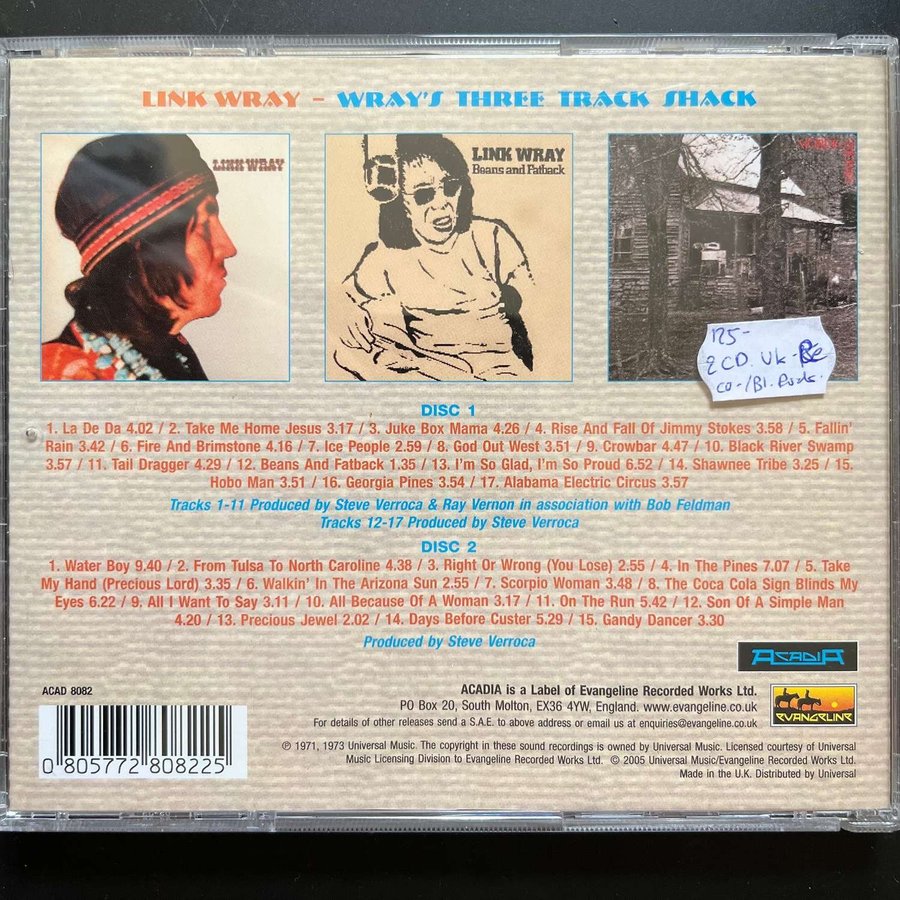 LINK WRAY – WRAY'S THREE TRACK SHACK
LINK WRAY
LINK WRAY
Beans and Fatback
125-
2 CD. Uk-
DISC 1
1. La De Da 4.02 / 2. Take Me Home Jesus 3.17 / 3. Juke Box Mama 4.26 / 4. Rise And Fall Of Jimmy Stokes 3.58 / 5. Fallin'
Rain 3.42 / 6. Fire And Brimstone 4.16 / 7. Ice People 2.59 / 8. God Out West 3.51 / 9. Crowbar 4.47 / 10. Black River Swamp
3.57 / 11. Tail Dragger 4.29 / 12. Beans And Fatback 1.35 / 13. I'm So Glad, I'm So Proud 6.52 / 14. Shawnee Tribe 3.25 / 15.
Hobo Man 3.51 / 16. Georgia Pines 3.54 / 17. Alabama Electric Circus 3.57
Tracks 1-11 Produced by Steve Verroca & Ray Vernon in association with Bob Feldman
Tracks 12-17 Produced by Steve Verroca
DISC 2
1. Water Boy 9.40 / 2. From Tulsa To North Caroline 4.38 / 3. Right Or Wrong (You Lose) 2.55 / 4. In The Pines 7.07 / 5. Take
My Hand (Precious Lord) 3.35 / 6. Walkin' In The Arizona Sun 2.55 / 7. Scorpio Woman 3.48 / 8. The Coca Cola Sign Blinds My
Eyes 6.22 / 9. All I Want To Say 3.11 / 10. All Because Of A Woman 3.17 / 11. On The Run 5.42 / 12. Son Of A Simple Man
4.20 / 13. Precious Jewel 2.02 / 14. Days Before Custer 5.29 / 15. Gandy Dancer 3.30
Produced by Steve Verroca
ACADIA
ACAD 8082
ACADIA is a Label of Evangeline Recorded Works Ltd.
PO Box 20, South Molton, EX36 4YW, England. www.evangeline.co.uk
For details of other releases send a S.A.E. to above address or email us at enquiries@evangeline.co.uk
EVANGELINE
0 805772 808225
℗ 1971, 1973 Universal Music. The copyright in these sound recordings is owned by Universal Music. Licensed courtesy of Universal
Music Licensing Division to Evangeline Recorded Works Ltd. © 2005 Universal Music/Evangeline Recorded Works Ltd.
Made in the U.K. Distributed by Universal